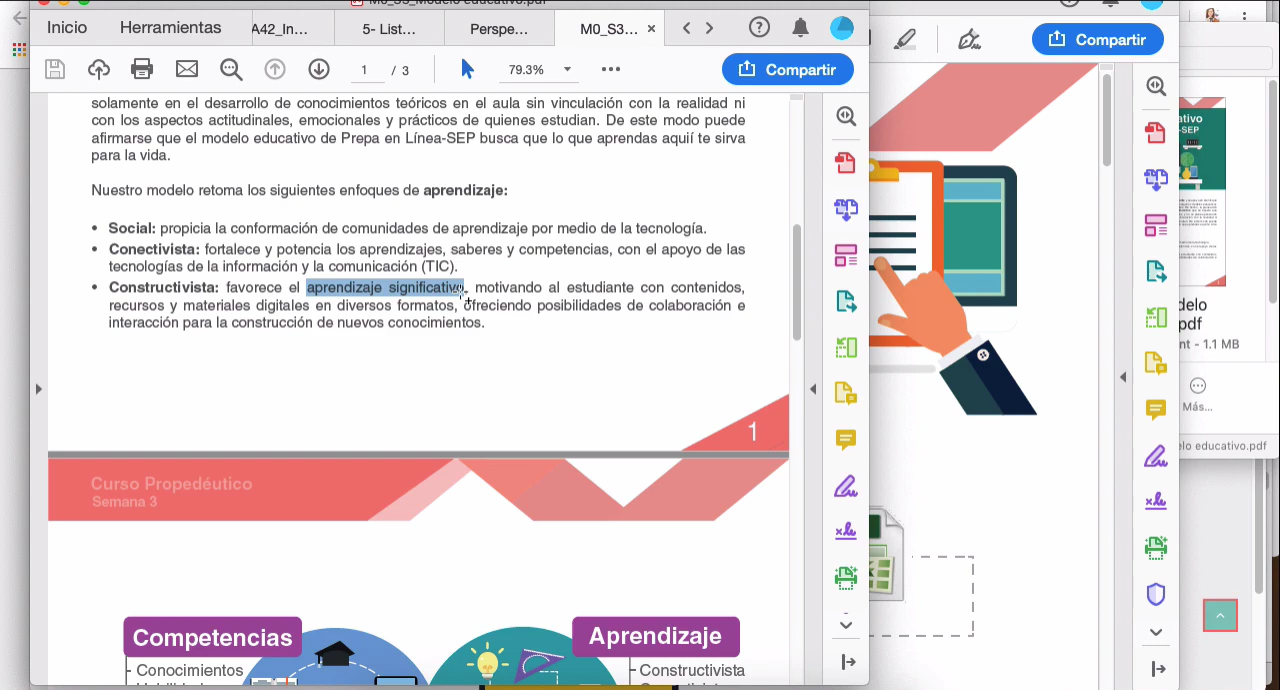 M0_S3_Modelo educativo.pdf
Inicio
Herramientas
A42_In...
5- List...
Perspe...
M0_S3...
Compartir
1 / 3
79.3%
Compartir
solamente en el desarrollo de conocimientos teóricos en el aula sin vinculación con la realidad ni
con los aspectos actitudinales, emocionales y prácticos de quienes estudian. De este modo puede
afirmarse que el modelo educativo de Prepa en Línea-SEP busca que lo que aprendas aquií te sirva
para la vida.
Nuestro modelo retoma los siguientes enfoques de aprendizaje:
• Social: propicia la conformación de comunidades de aprendizaje por medio de la tecnología.
• Conectivista: fortalece y potencia los aprendizajes, saberes y competencias, con el apoyo de las
tecnologías de la información y la comunicación (TIC).
• Constructivista: favorece el aprendizaje significativo, motivando al estudiante con contenidos,
recursos y materiales digitales en diversos formatos, ofreciendo posibilidades de colaboración e
interacción para la construcción de nuevos conocimientos.
1
Curso Propedéutico
Semana 3
Competencias
- Conocimientos
Aprendizaje
- Constructivista
ativo
-SEP
delo
pdf
nt - 1.1 MB
Más...
elo educativo.pdf